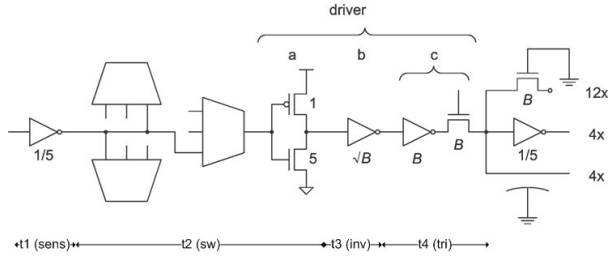 driver
a b c
1
5
1/5
√B
B
B
B
1/5
12x
4x
4x
t1 (sens)
t2 (sw)
t3 (inv)
t4 (tri)